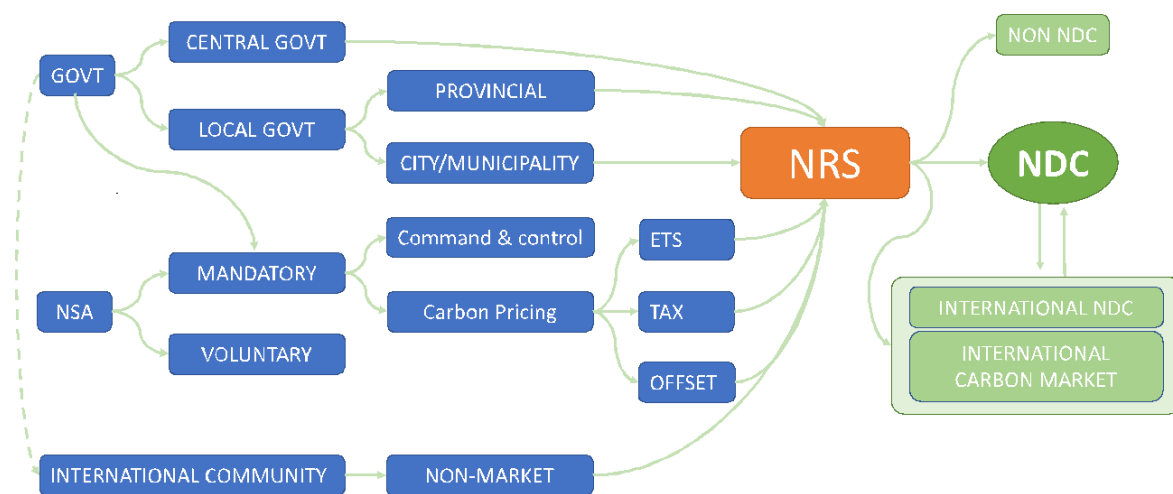 GOVT
CENTRAL GOVT
LOCAL GOVT
PROVINCIAL
CITY/MUNICIPALITY
NSA
MANDATORY
VOLUNTARY
Command & control
Carbon Pricing
ETS
TAX
OFFSET
INTERNATIONAL COMMUNITY
NON-MARKET
NRS
NON NDC
NDC
INTERNATIONAL NDC
INTERNATIONAL
CARBON MARKET